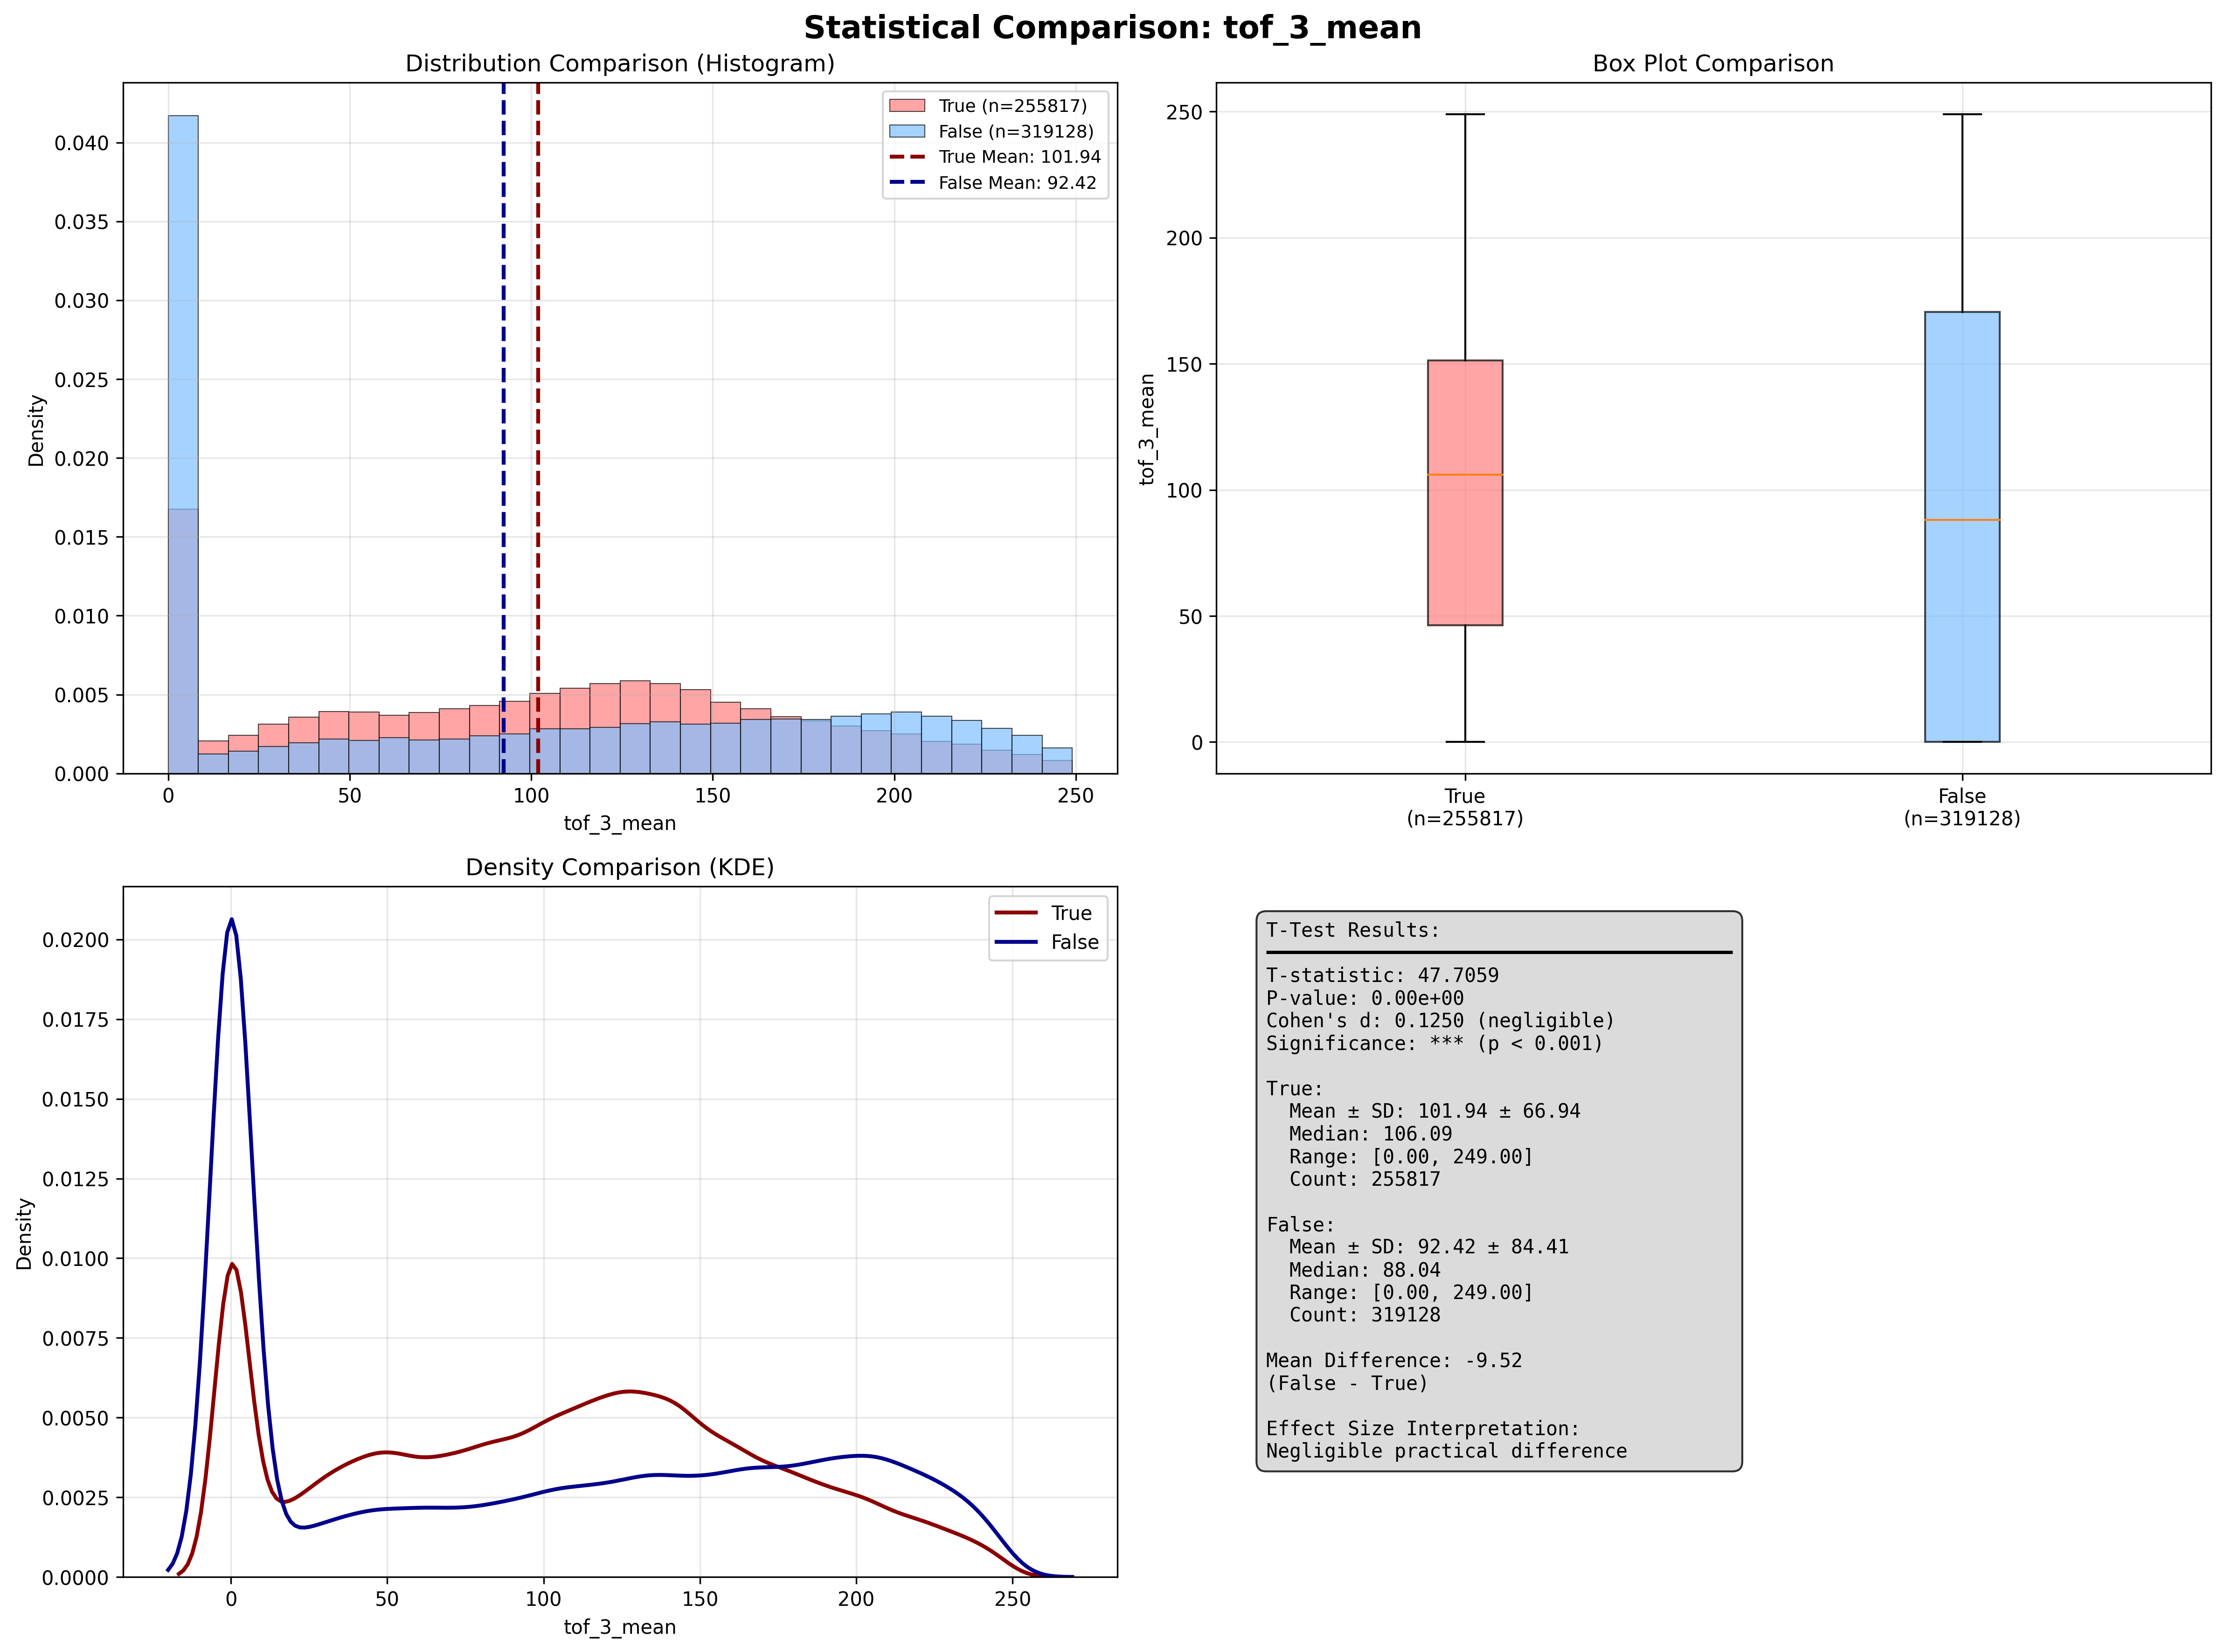 Statistical Comparison: tof_3_mean
Distribution Comparison (Histogram)
Density
0.040
0.035
0.030
0.025
0.020
0.015
0.010
0.005
0.000
0
50
100
150
200
250
tof_3_mean
True (n=255817)
False (n=319128)
True Mean: 101.94
False Mean: 92.42
Box Plot Comparison
tof_3_mean
250
200
150
100
50
0
True
(n=255817)
False
(n=319128)
Density Comparison (KDE)
Density
0.0200
0.0175
0.0150
0.0125
0.0100
0.0075
0.0050
0.0025
0.0000
0
50
100
150
200
250
tof_3_mean
True
False
T-Test Results:
T-statistic: 47.7059
P-value: 0.00e+00
Cohen's d: 0.1250 (negligible)
Significance: *** (p < 0.001)
True:
Mean ± SD: 101.94 ± 66.94
Median: 106.09
Range: [0.00, 249.00]
Count: 255817
False:
Mean ± SD: 92.42 ± 84.41
Median: 88.04
Range: [0.00, 249.00]
Count: 319128
Mean Difference: -9.52
(False - True)
Effect Size Interpretation:
Negligible practical difference